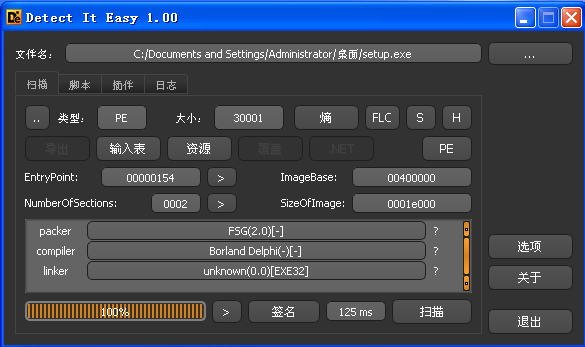 Detect It Easy 1.00
文件名: C:/Documents and Settings/Administrator/桌面/setup.exe ...
扫描 脚本 插件 日志
.. 类型: PE 大小: 30001 熵 FLC S H
导出 输入表 资源 覆盖 .NET PE
EntryPoint: 00000154 > ImageBase: 00400000
NumberOfSections: 0002 > SizeOfImage: 0001e000
packer FSG(2.0)[-] ?
compiler Borland Delphi(-)[-] ?
linker unknown(0.0)[EXE32] ?
选项
关于
100% > 签名 125 ms 扫描
退出